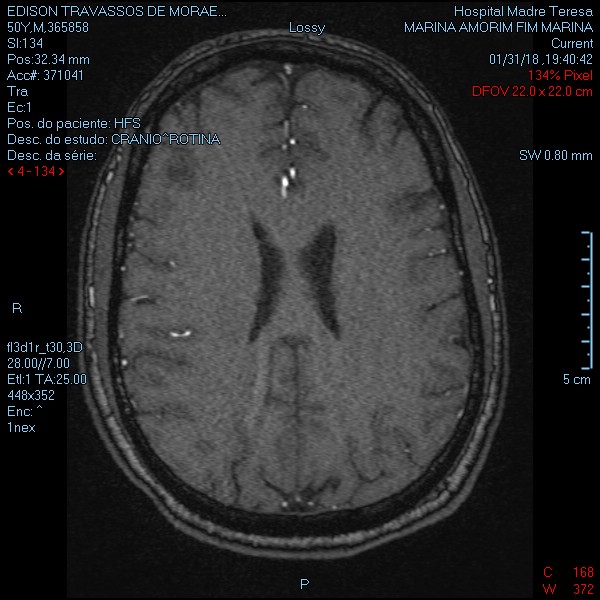 EDISON TRAVASSOS DE MORAE...
50Y,M,365858
Sl:134
Pos:32.34 mm
Acc#: 371041
Tra
Ec:1
Pos. do paciente: HFS
Desc. do estudo: CRANIO^ROTINA
Desc. da série:
< 4 - 134 >
Lossy
Hospital Madre Teresa
MARINA AMORIM FIM MARINA
Current
01/31/18 ,19:40:42
134% Pixel
DFOV 22.0 x 22.0 cm
SW 0.80 mm
R
fl3d1r_t30,3D
28.00//7.00
Etl:1 TA:25.00
448x352
Enc: ^
1nex
5 cm
P
C 168
W 372